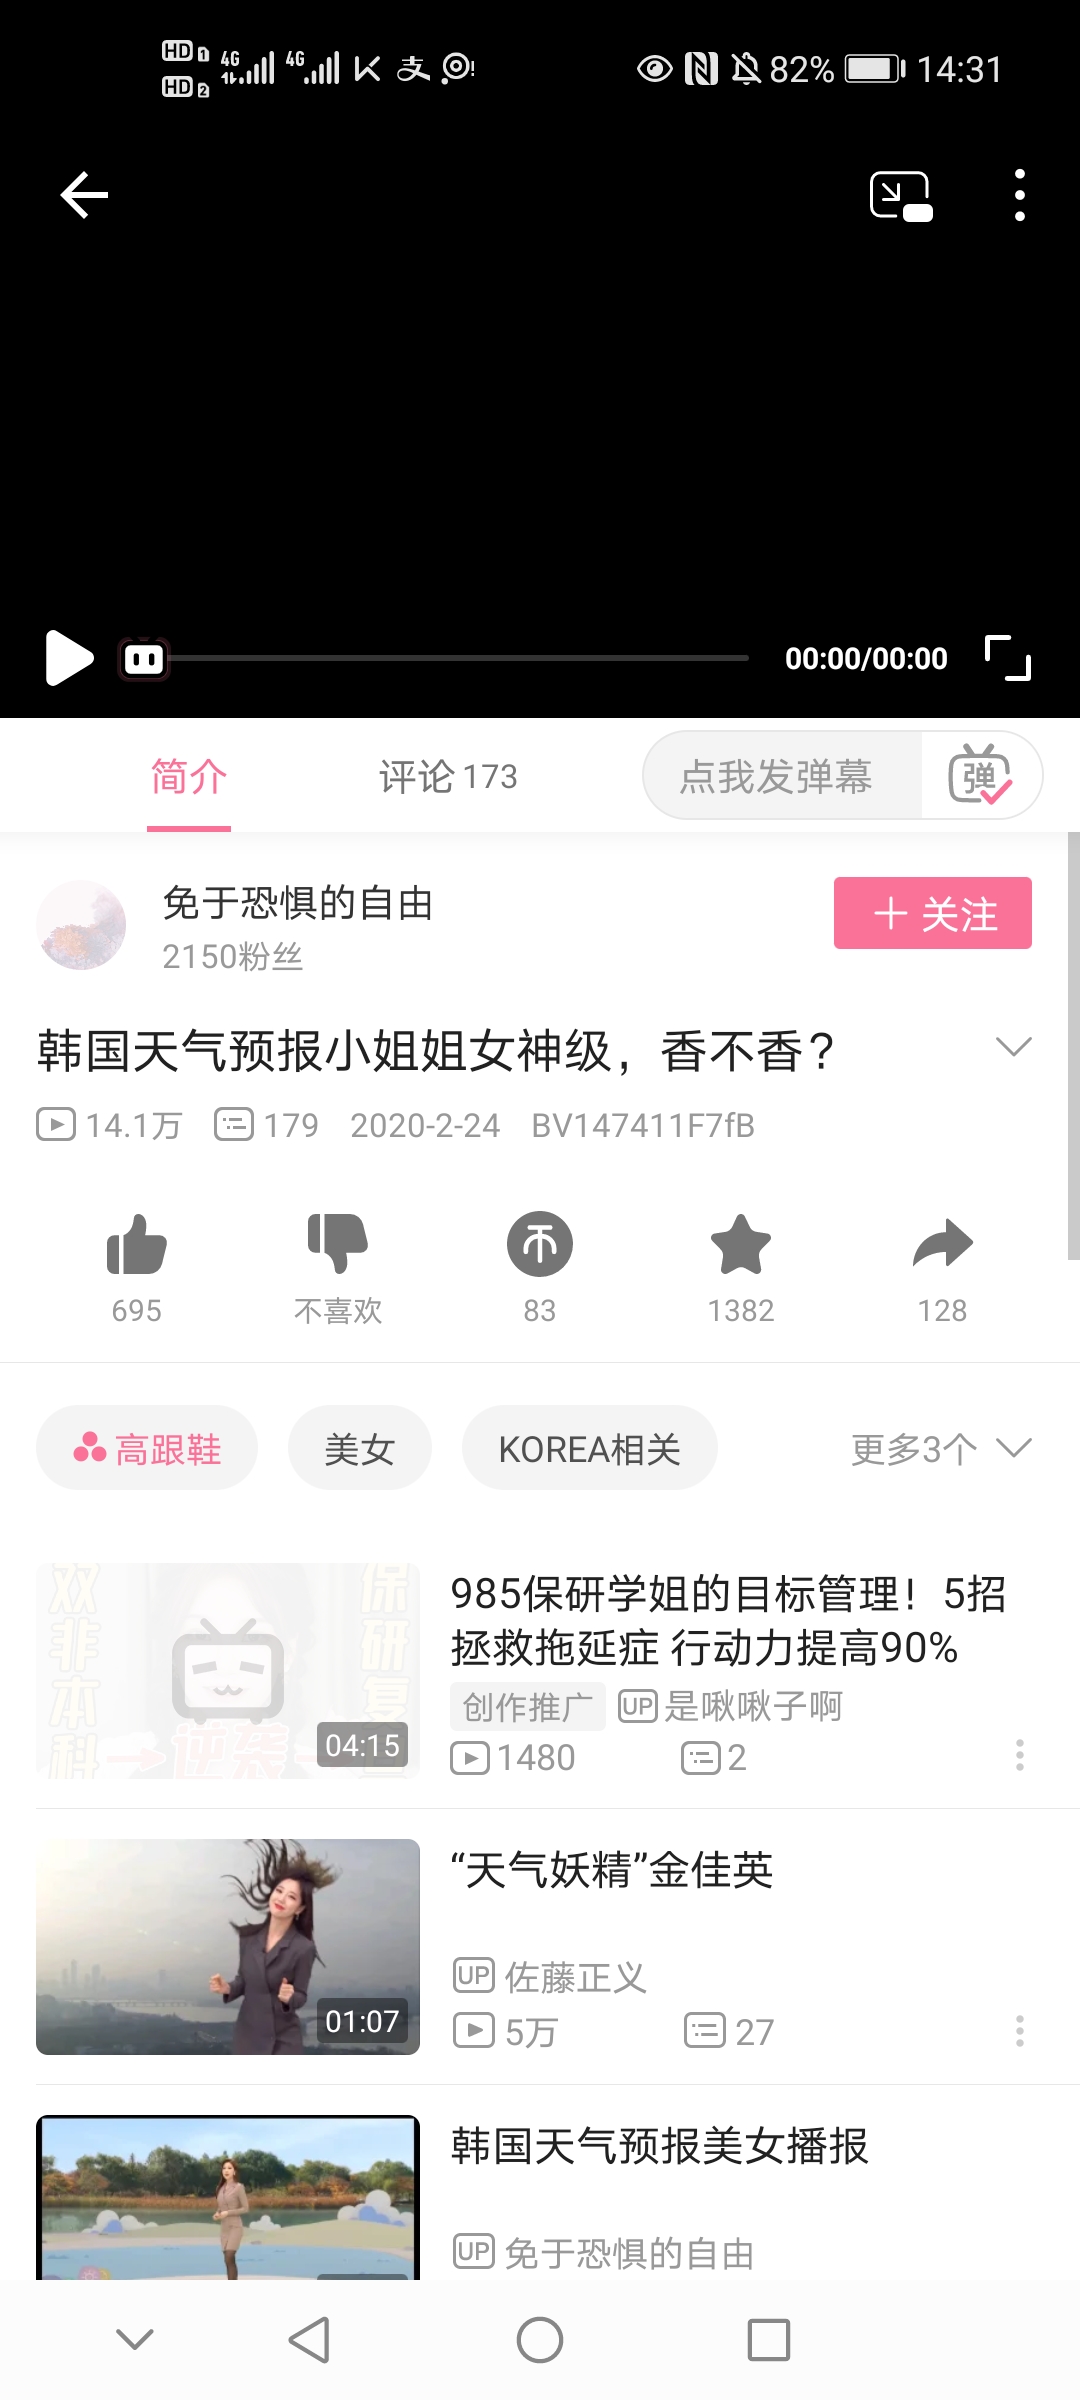 HD 1 4G 4G 82% 14:31
HD 2
00:00/00:00
简介 评论 173 点我发弹幕 弹
免于恐惧的自由
2150粉丝
+ 关注
韩国天气预报小姐姐女神级，香不香？
14.1万 179 2020-2-24 BV147411F7fB
695 不喜欢 83 1382 128
高跟鞋 美女 KOREA相关 更多3个
双非本科
保研复
逆袭
04:15
985保研学姐的目标管理！5招
拯救拖延症 行动力提高90%
创作推广 UP 是啾啾子啊
1480 2
01:07
“天气妖精”金佳英
UP 佐藤正义
5万 27
韩国天气预报美女播报
UP 免于恐惧的自由